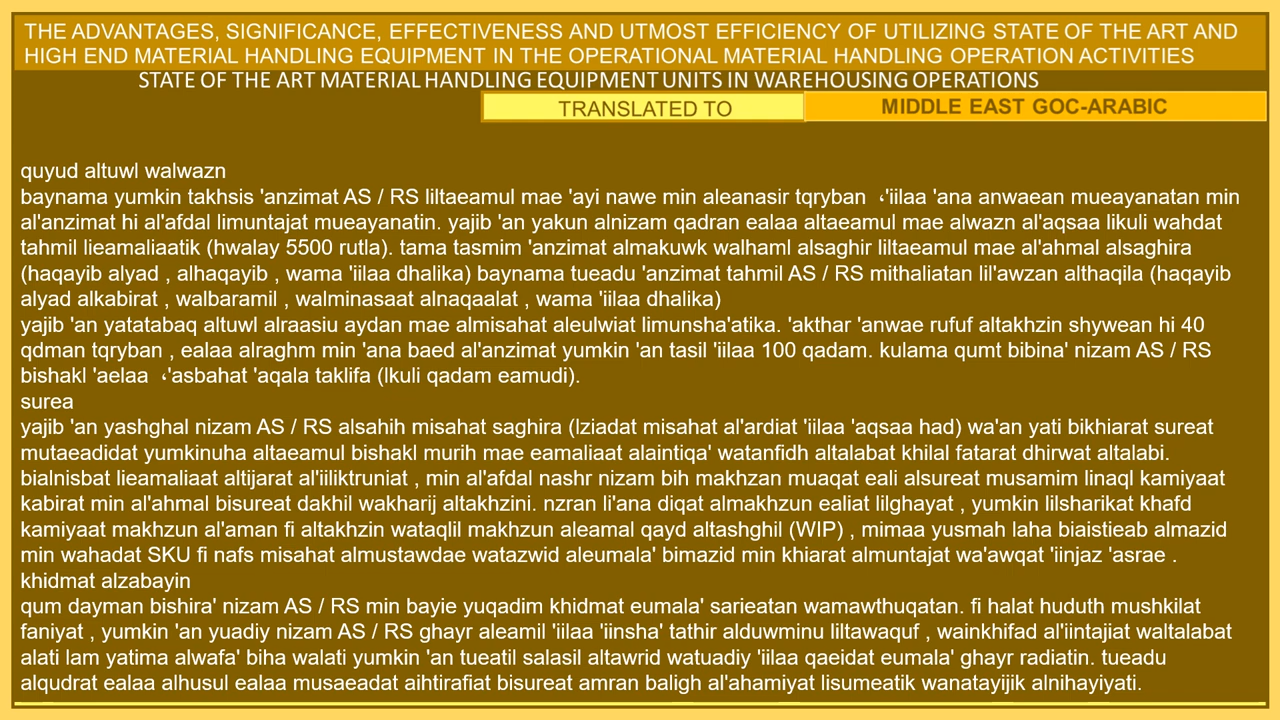 THE ADVANTAGES, SIGNIFICANCE, EFFECTIVENESS AND UTMOST EFFICIENCY OF UTILIZING STATE OF THE ART AND
HIGH END MATERIAL HANDLING EQUIPMENT IN THE OPERATIONAL MATERIAL HANDLING OPERATION ACTIVITIES
STATE OF THE ART MATERIAL HANDLING EQUIPMENT UNITS IN WAREHOUSING OPERATIONS
TRANSLATED TO MIDDLE EAST GOC-ARABIC
quyud altuwl walwazn
baynama yumkin takhsis 'anzimat AS / RS liltaeamul mae 'ayi nawe min aleanasir tqryban ،'iilaa 'ana anwaean mueayanatan min
al'anzimat hi al'afdal limuntajat mueayanatin. yajib 'an yakun alnizam qadran ealaa altaeamul mae alwazn al'aqsaa likuli wahdat
tahmil lieamaliaatik (hwalay 5500 rutla). tama tasmim 'anzimat almakuwk walhaml alsaghir liltaeamul mae al'ahmal alsaghira
(haqayib alyad , alhaqayib , wama 'iilaa dhalika) baynama tueadu 'anzimat tahmil AS / RS mithaliatan lil'awzan althaqila (haqayib
alyad alkabirat , walbaramil , walminasaat alnaqaalat , wama 'iilaa dhalika)
yajib 'an yatatabaq altuwl alraasiu aydan mae almisahat aleulwiat limunsha'atika. 'akthar 'anwae rufuf altakhzin shywean hi 40
qdman tqryban , ealaa alraghm min 'ana baed al'anzimat yumkin 'an tasil 'iilaa 100 qadam. kulama qumt bibina' nizam AS / RS
bishakl 'aelaa ،'asbahat 'aqala taklifa (lkuli qadam eamudi).
surea
yajib 'an yashghal nizam AS / RS alsahih misahat saghira (lziadat misahat al'ardiat 'iilaa 'aqsaa had) wa'an yati bikhiarat sureat
mutaeadidat yumkinuha altaeamul bishakl murih mae eamaliaat alaintiqa' watanfidh altalabat khilal fatarat dhirwat altalabi.
bialnisbat lieamaliaat altijarat al'iiliktruniat , min al'afdal nashr nizam bih makhzan muaqat eali alsureat musamim linaql kamiyaat
kabirat min al'ahmal bisureat dakhil wakharij altakhzini. nzran li'ana diqat almakhzun ealiat lilghayat , yumkin lilsharikat khafd
kamiyaat makhzun al'aman fi altakhzin wataqlil makhzun aleamal qayd altashghil (WIP) , mimaa yusmah laha biaistieab almazid
min wahadat SKU fi nafs misahat almustawdae watazwid aleumala' bimazid min khiarat almuntajat wa'awqat 'iinjaz 'asrae .
khidmat alzabayin
qum dayman bishira' nizam AS / RS min bayie yuqadim khidmat eumala' sarieatan wamawthuqatan. fi halat huduth mushkilat
faniyat , yumkin 'an yuadiy nizam AS / RS ghayr aleamil 'iilaa 'iinsha' tathir alduwminu liltawaquf , wainkhifad al'iintajiat waltalabat
alati lam yatima alwafa' biha walati yumkin 'an tueatil salasil altawrid watuadiy 'iilaa qaeidat eumala' ghayr radiatin. tueadu
alqudrat ealaa alhusul ealaa musaeadat aihtirafiat bisureat amran baligh al'ahamiyat lisumeatik wanatayijik alnihayiyati.